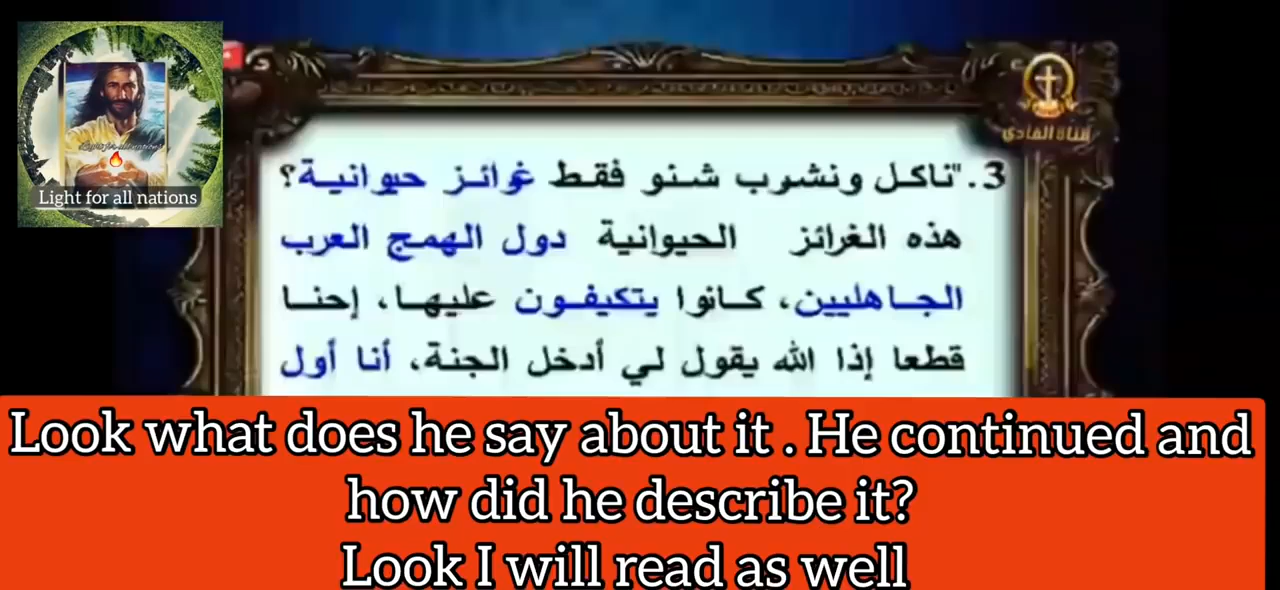 Light for all nations
قناة الفادي
3. "ناكل ونشرب شنو فقط غرائز حيوانية؟
هذه الغرائز الحيوانية دول الهمج العرب
الجاهليين، كانوا يتكيفون عليها، إحنا
قطعا إذا الله يقول لي أدخل الجنة، أنا أول
Look what does he say about it . He continued and
how did he describe it?
Look I will read as well